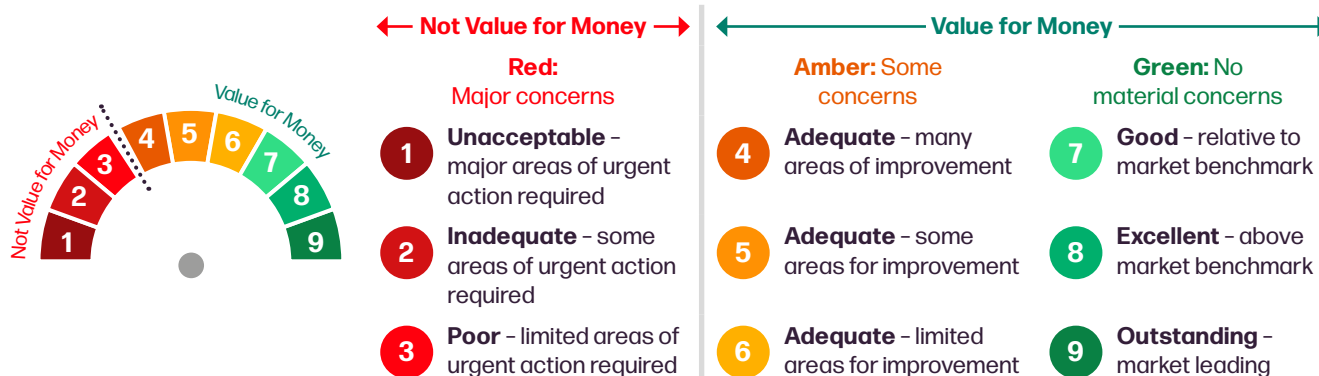 Not Value for Money
Value for Money
1
2
3
4
5
6
7
8
9
Not Value for Money
Red:
Major concerns
1
Unacceptable –
major areas of urgent
action required
2
Inadequate – some
areas of urgent action
required
3
Poor – limited areas of
urgent action required
Value for Money
Amber: Some
concerns
4
Adequate – many
areas of improvement
5
Adequate – some
areas for improvement
6
Adequate – limited
areas for improvement
Green: No
material concerns
7
Good – relative to
market benchmark
8
Excellent – above
market benchmark
9
Outstanding –
market leading